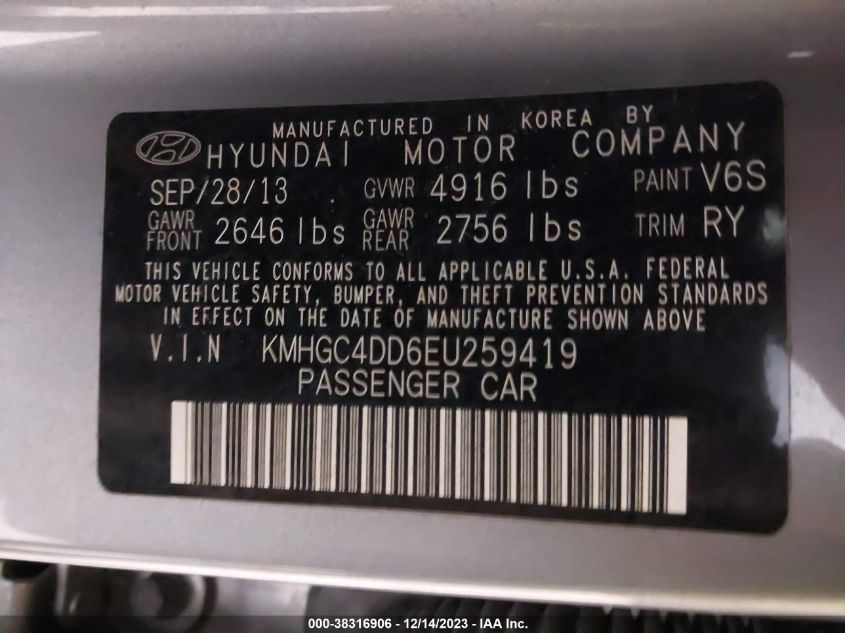 MANUFACTURED IN KOREA BY
HYUNDAI MOTOR COMPANY
SEP/28/13 GVWR 4916 lbs PAINT V6S
GAWR FRONT 2646 lbs GAWR REAR 2756 lbs TRIM RY
THIS VEHICLE CONFORMS TO ALL APPLICABLE U.S.A. FEDERAL
MOTOR VEHICLE SAFETY, BUMPER, AND THEFT PREVENTION STANDARDS
IN EFFECT ON THE DATE OF MANUFACTURE SHOWN ABOVE
V.I.N KMHGC4DD6EU259419
PASSENGER CAR
000-38316906 - 12/14/2023 - IAA Inc.